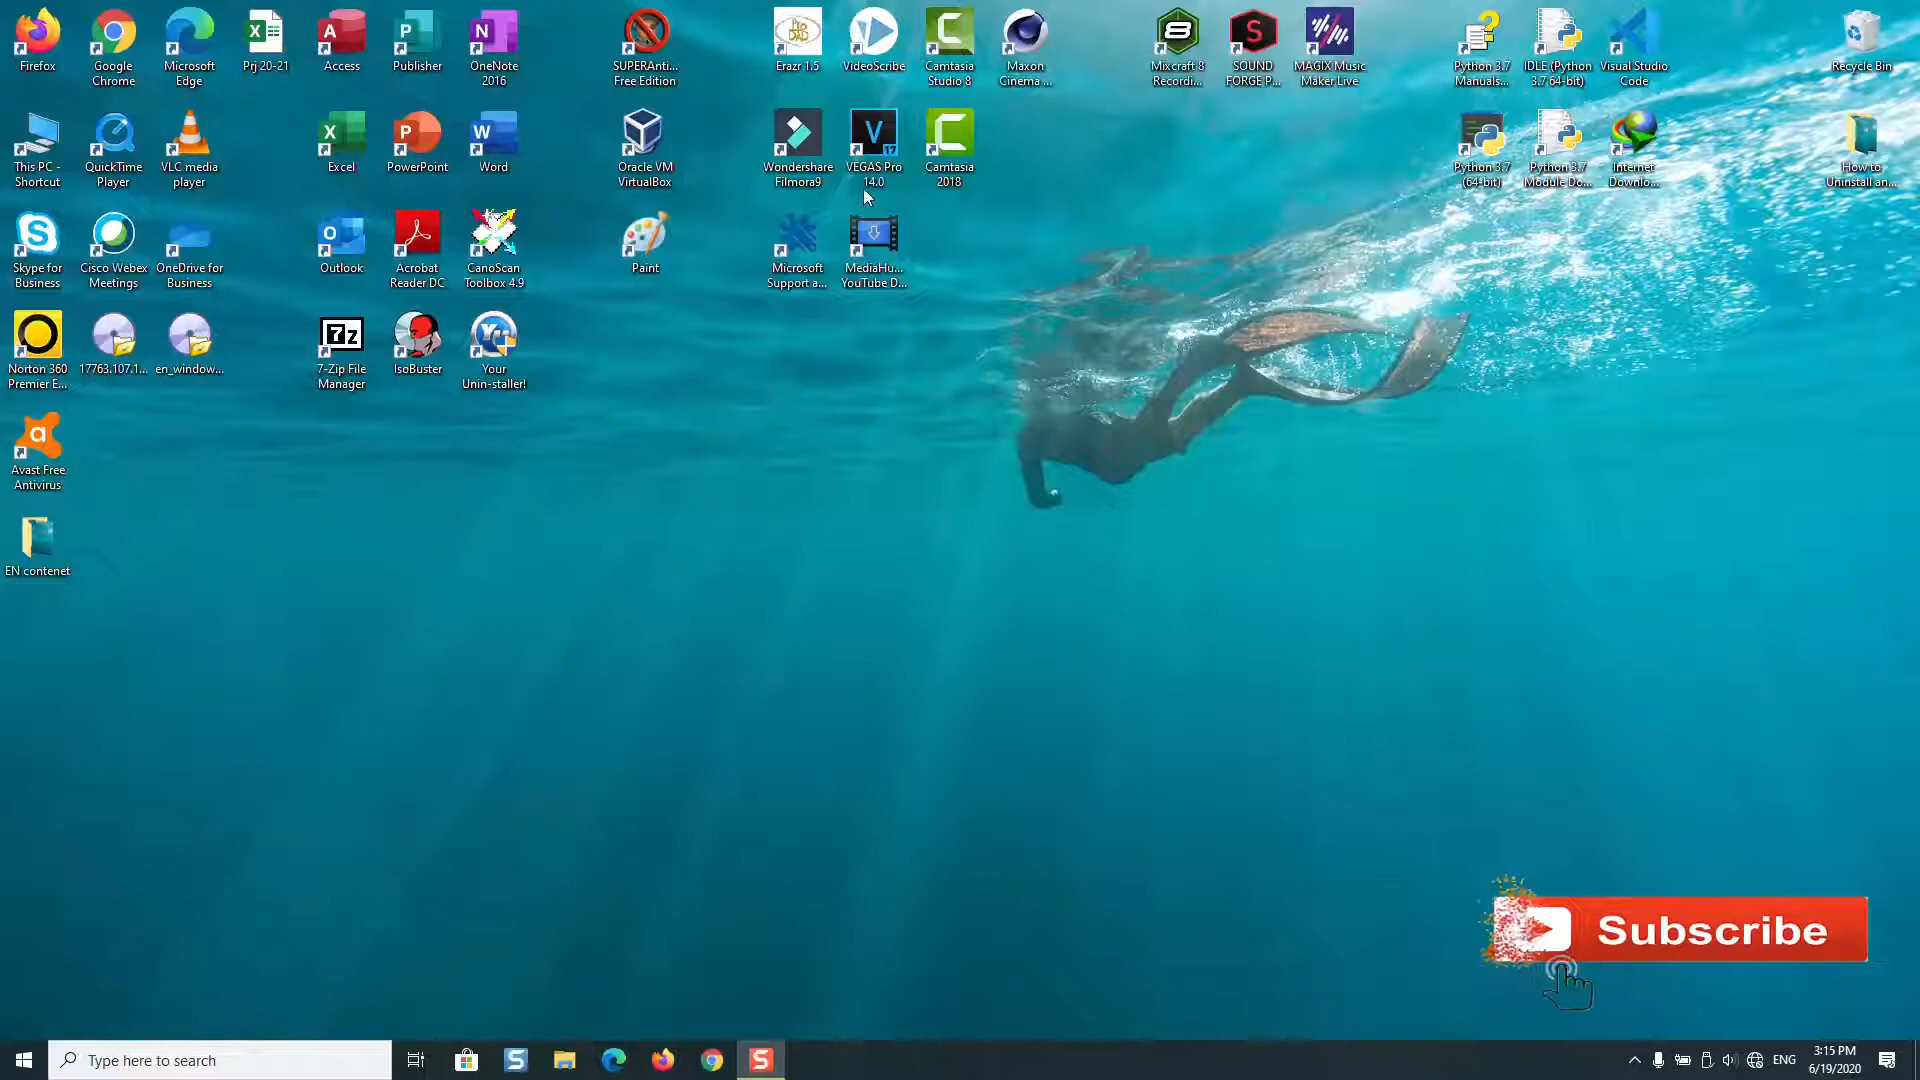 Firefox
Google
Chrome
Microsoft
Edge
Prj 20-21
Access
Publisher
OneNote
2016
SUPERAnti...
Free Edition
Erazr 1.5
VideoScribe
Camtasia
Studio 8
Maxon
Cinema ...
Mixcraft 8
Recordi...
SOUND
FORGE P...
MAGIX Music
Maker Live
Python 3.7
Manuals...
IDLE (Python
3.7 64-bit)
Visual Studio
Code
Recycle Bin
This PC -
Shortcut
QuickTime
Player
VLC media
player
Excel
PowerPoint
Word
Oracle VM
VirtualBox
Wondershare
Filmora9
VEGAS Pro
14.0
Camtasia
2018
Python 3.7
(64-bit)
Python 3.7
Module Do...
Internet
Downlo...
How to
Uninstall an...
Skype for
Business
Cisco Webex
Meetings
OneDrive for
Business
Outlook
Acrobat
Reader DC
CanoScan
Toolbox 4.9
Paint
Microsoft
Support a...
MediaHu...
YouTube D...
Norton 360
Premier E...
17763.107.1...
en_window...
7-Zip File
Manager
IsoBuster
Your
Unin-staller!
Avast Free
Antivirus
EN contenet
Subscribe
Type here to search
ENG
3:15 PM
6/19/2020